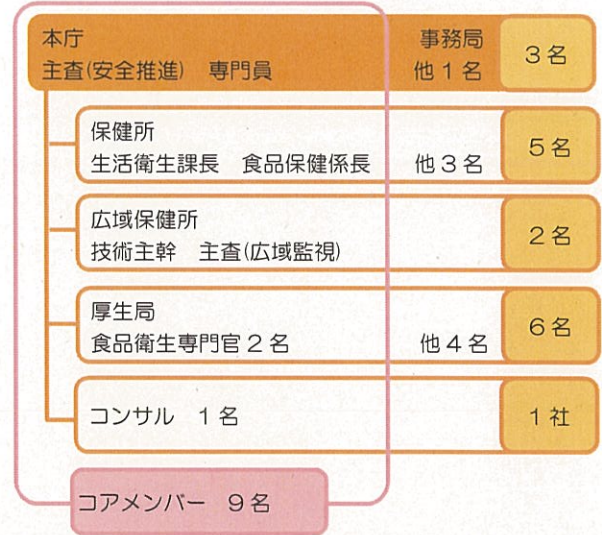 本庁 事務局
主査(安全推進) 専門員 他1名 3名
保健所
生活衛生課長 食品保健係長 他3名 5名
広域保健所
技術主幹 主査(広域監視) 2名
厚生局
食品衛生専門官2名 他4名 6名
コンサル 1名 1社
コアメンバー 9名